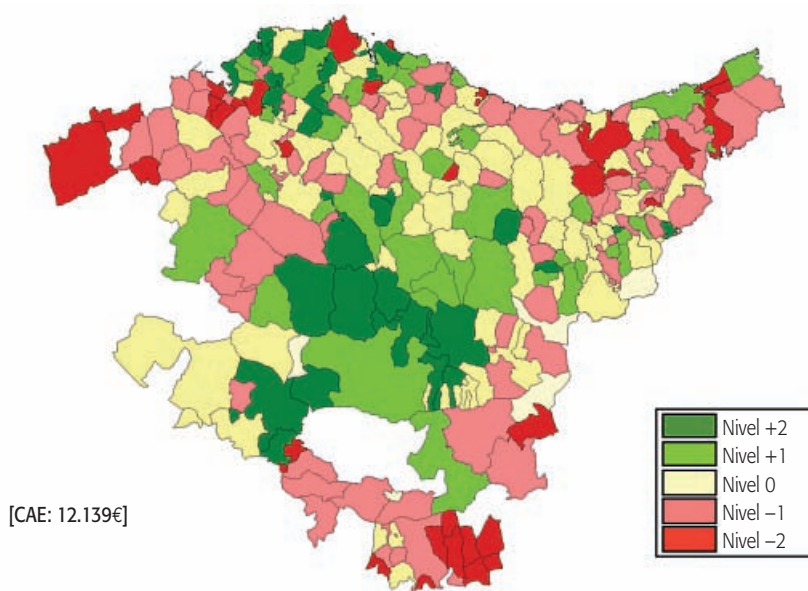 Nivel +2
Nivel +1
Nivel 0
Nivel –1
Nivel –2
[CAE: 12.139€]